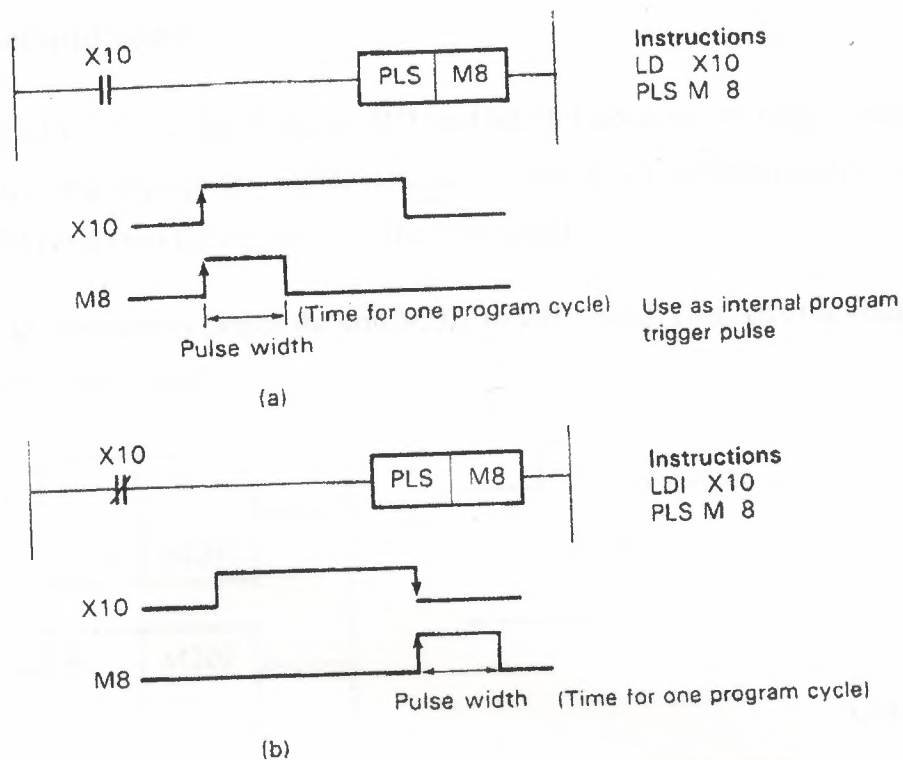 X10
PLS M8
Instructions
LD X10
PLS M 8
X10
M8
(Time for one program cycle)
Pulse width
Use as internal program
trigger pulse
(a)
X10
PLS M8
Instructions
LDI X10
PLS M 8
X10
M8
Pulse width (Time for one program cycle)
(b)